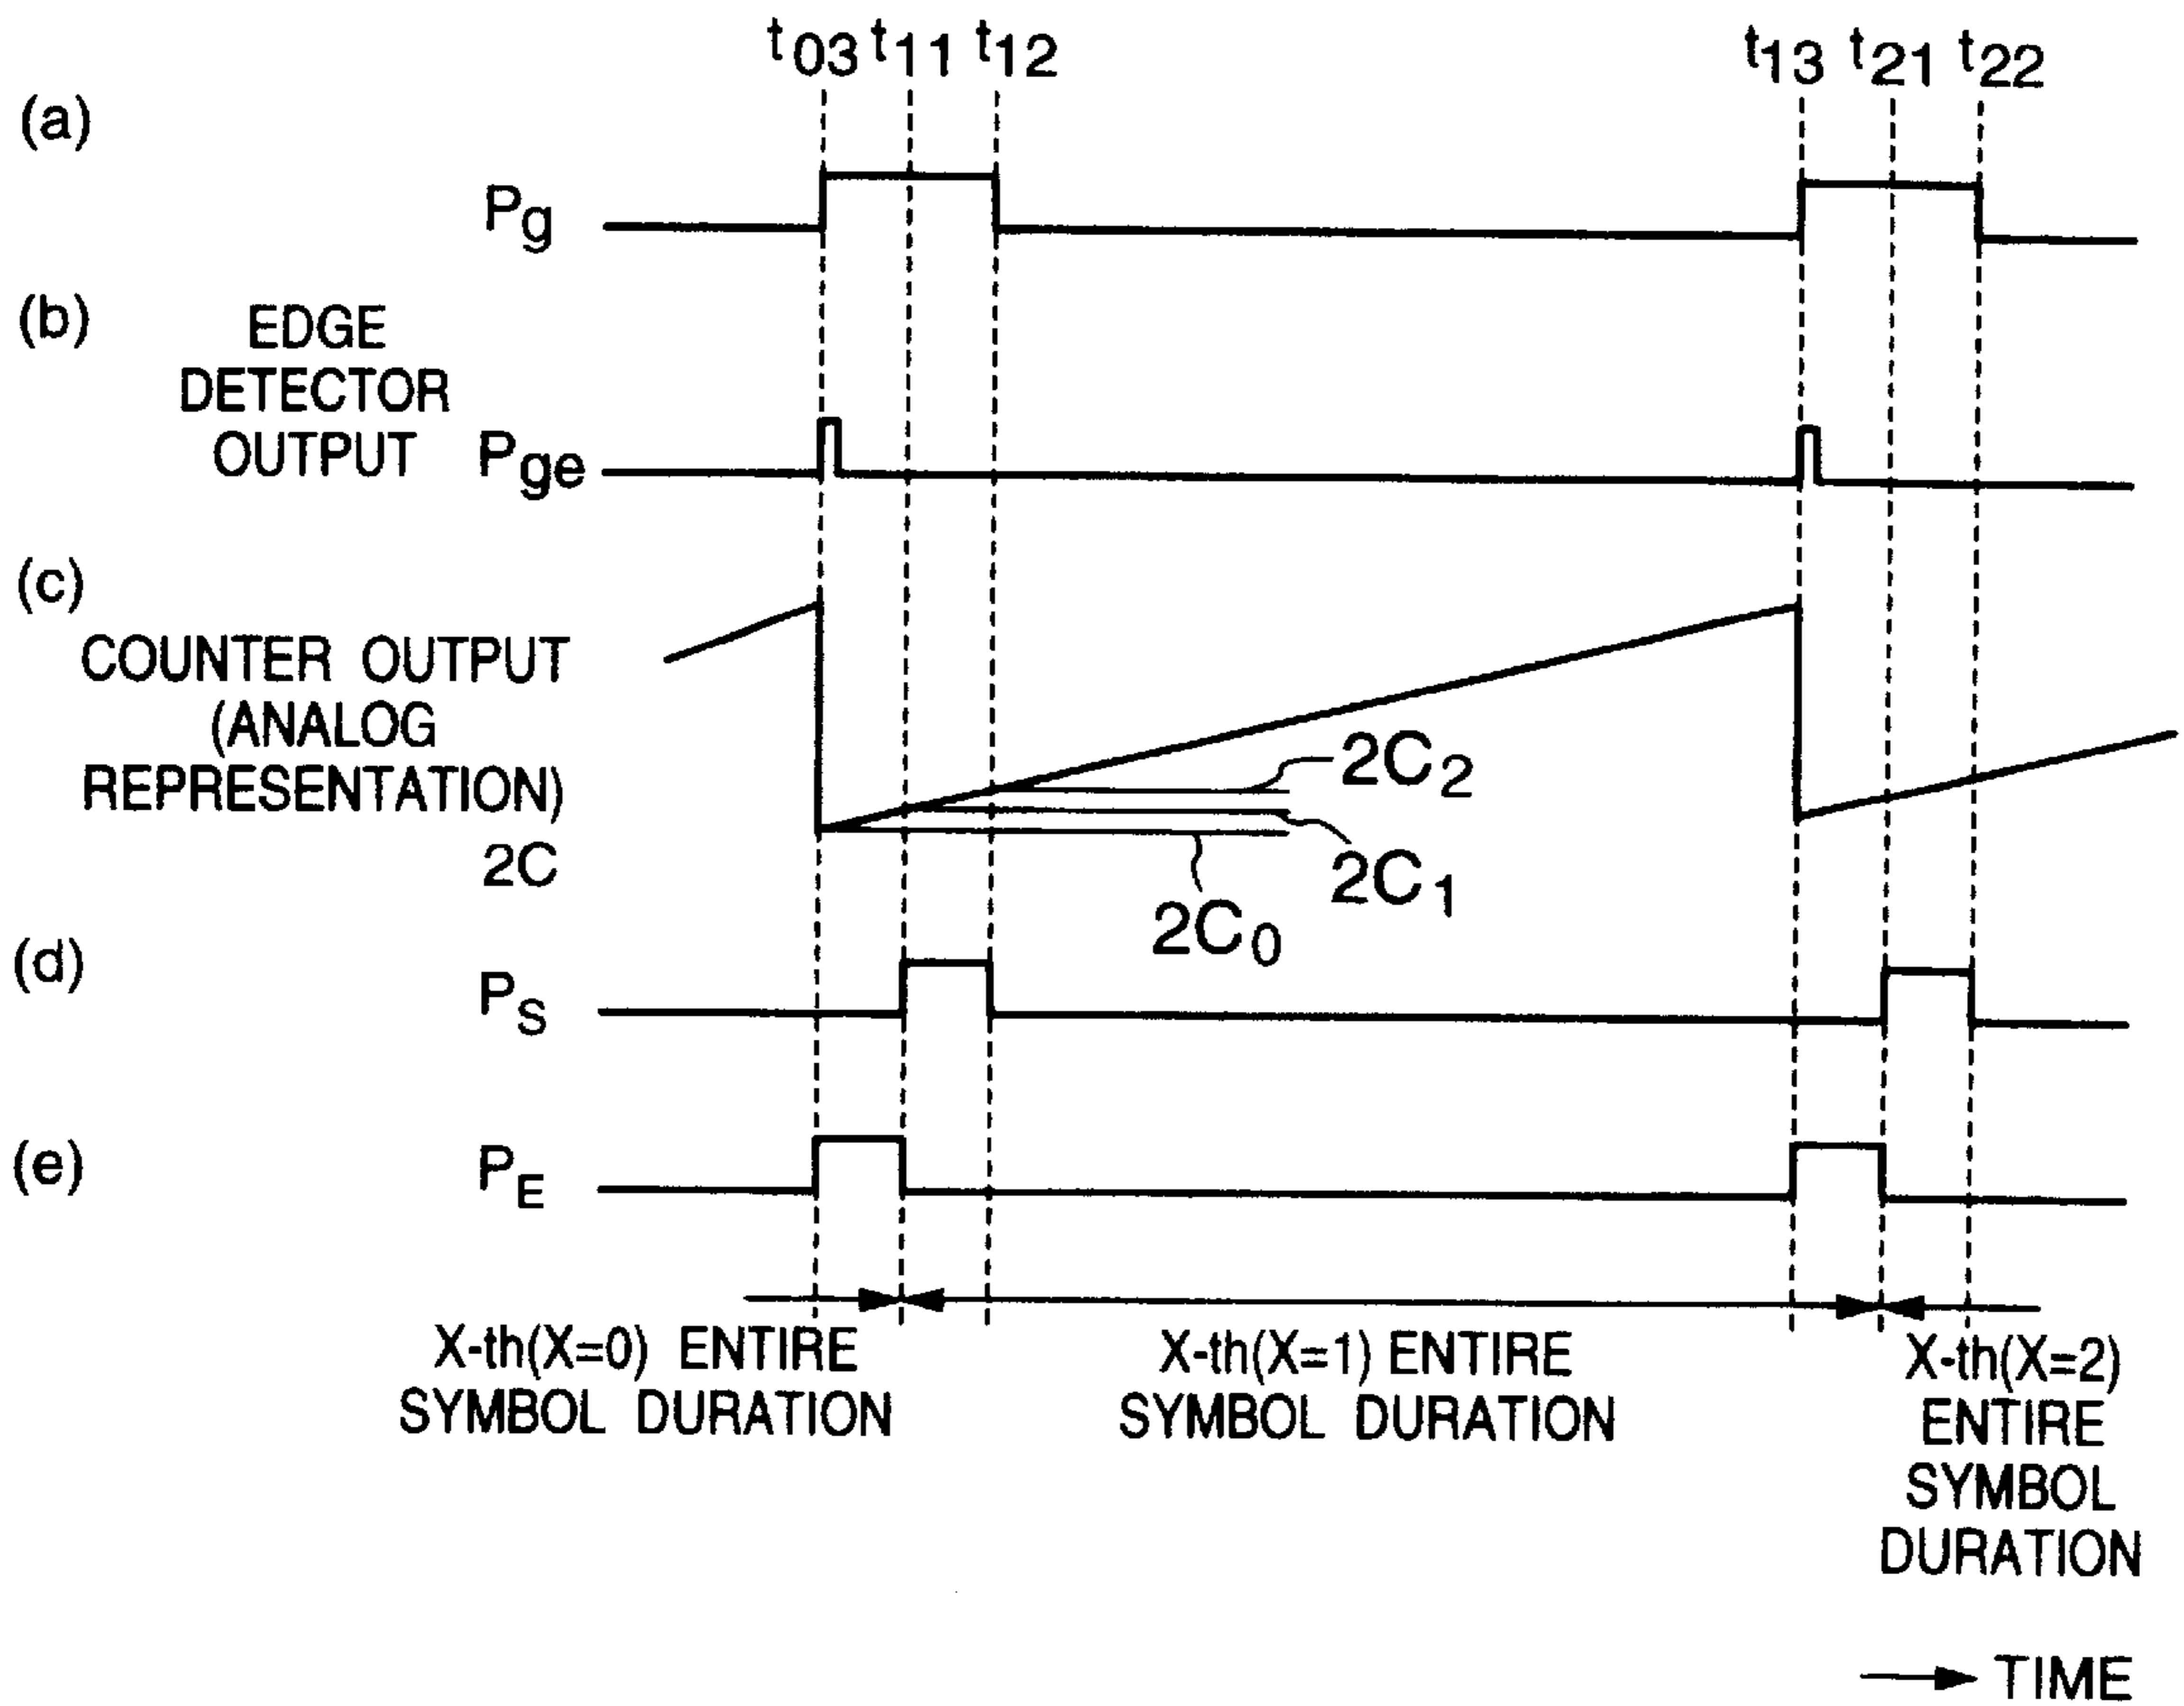 t03 t11 t12 t13 t21 t22
(a)
Pg
(b)
EDGE
DETECTOR
OUTPUT
Pge
(c)
COUNTER OUTPUT
(ANALOG
REPRESENTATION)
2C
2C2
2C1
2C0
(d)
PS
(e)
PE
X-th(X=0) ENTIRE
SYMBOL DURATION
X-th(X=1) ENTIRE
SYMBOL DURATION
X-th(X=2)
ENTIRE
SYMBOL
DURATION
TIME